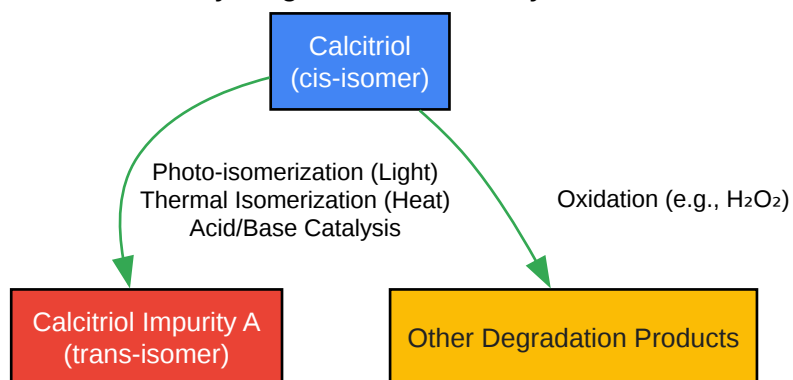 Calcitriol
(cis-isomer)
Photo-isomerization (Light)
Thermal Isomerization (Heat)
Acid/Base Catalysis
Oxidation (e.g., H₂O₂)
Calcitriol Impurity A
(trans-isomer)
Other Degradation Products